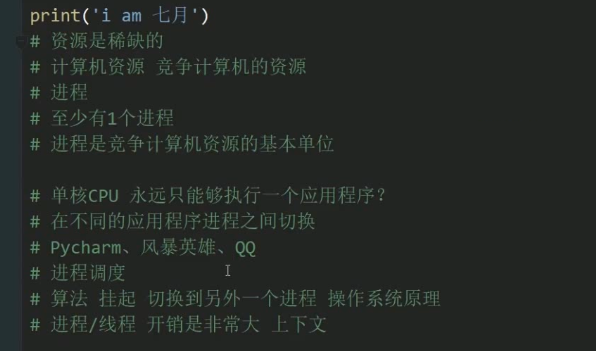 print('i am 七月')
# 资源是稀缺的
# 计算机资源 竞争计算机的资源
# 进程
# 至少有1个进程
# 进程是竞争计算机资源的基本单位
# 单核CPU 永远只能够执行一个应用程序？
# 在不同的应用程序进程之间切换
# Pycharm、风暴英雄、QQ
# 进程调度
# 算法 挂起 切换到另外一个进程 操作系统原理
# 进程/线程 开销是非常大 上下文